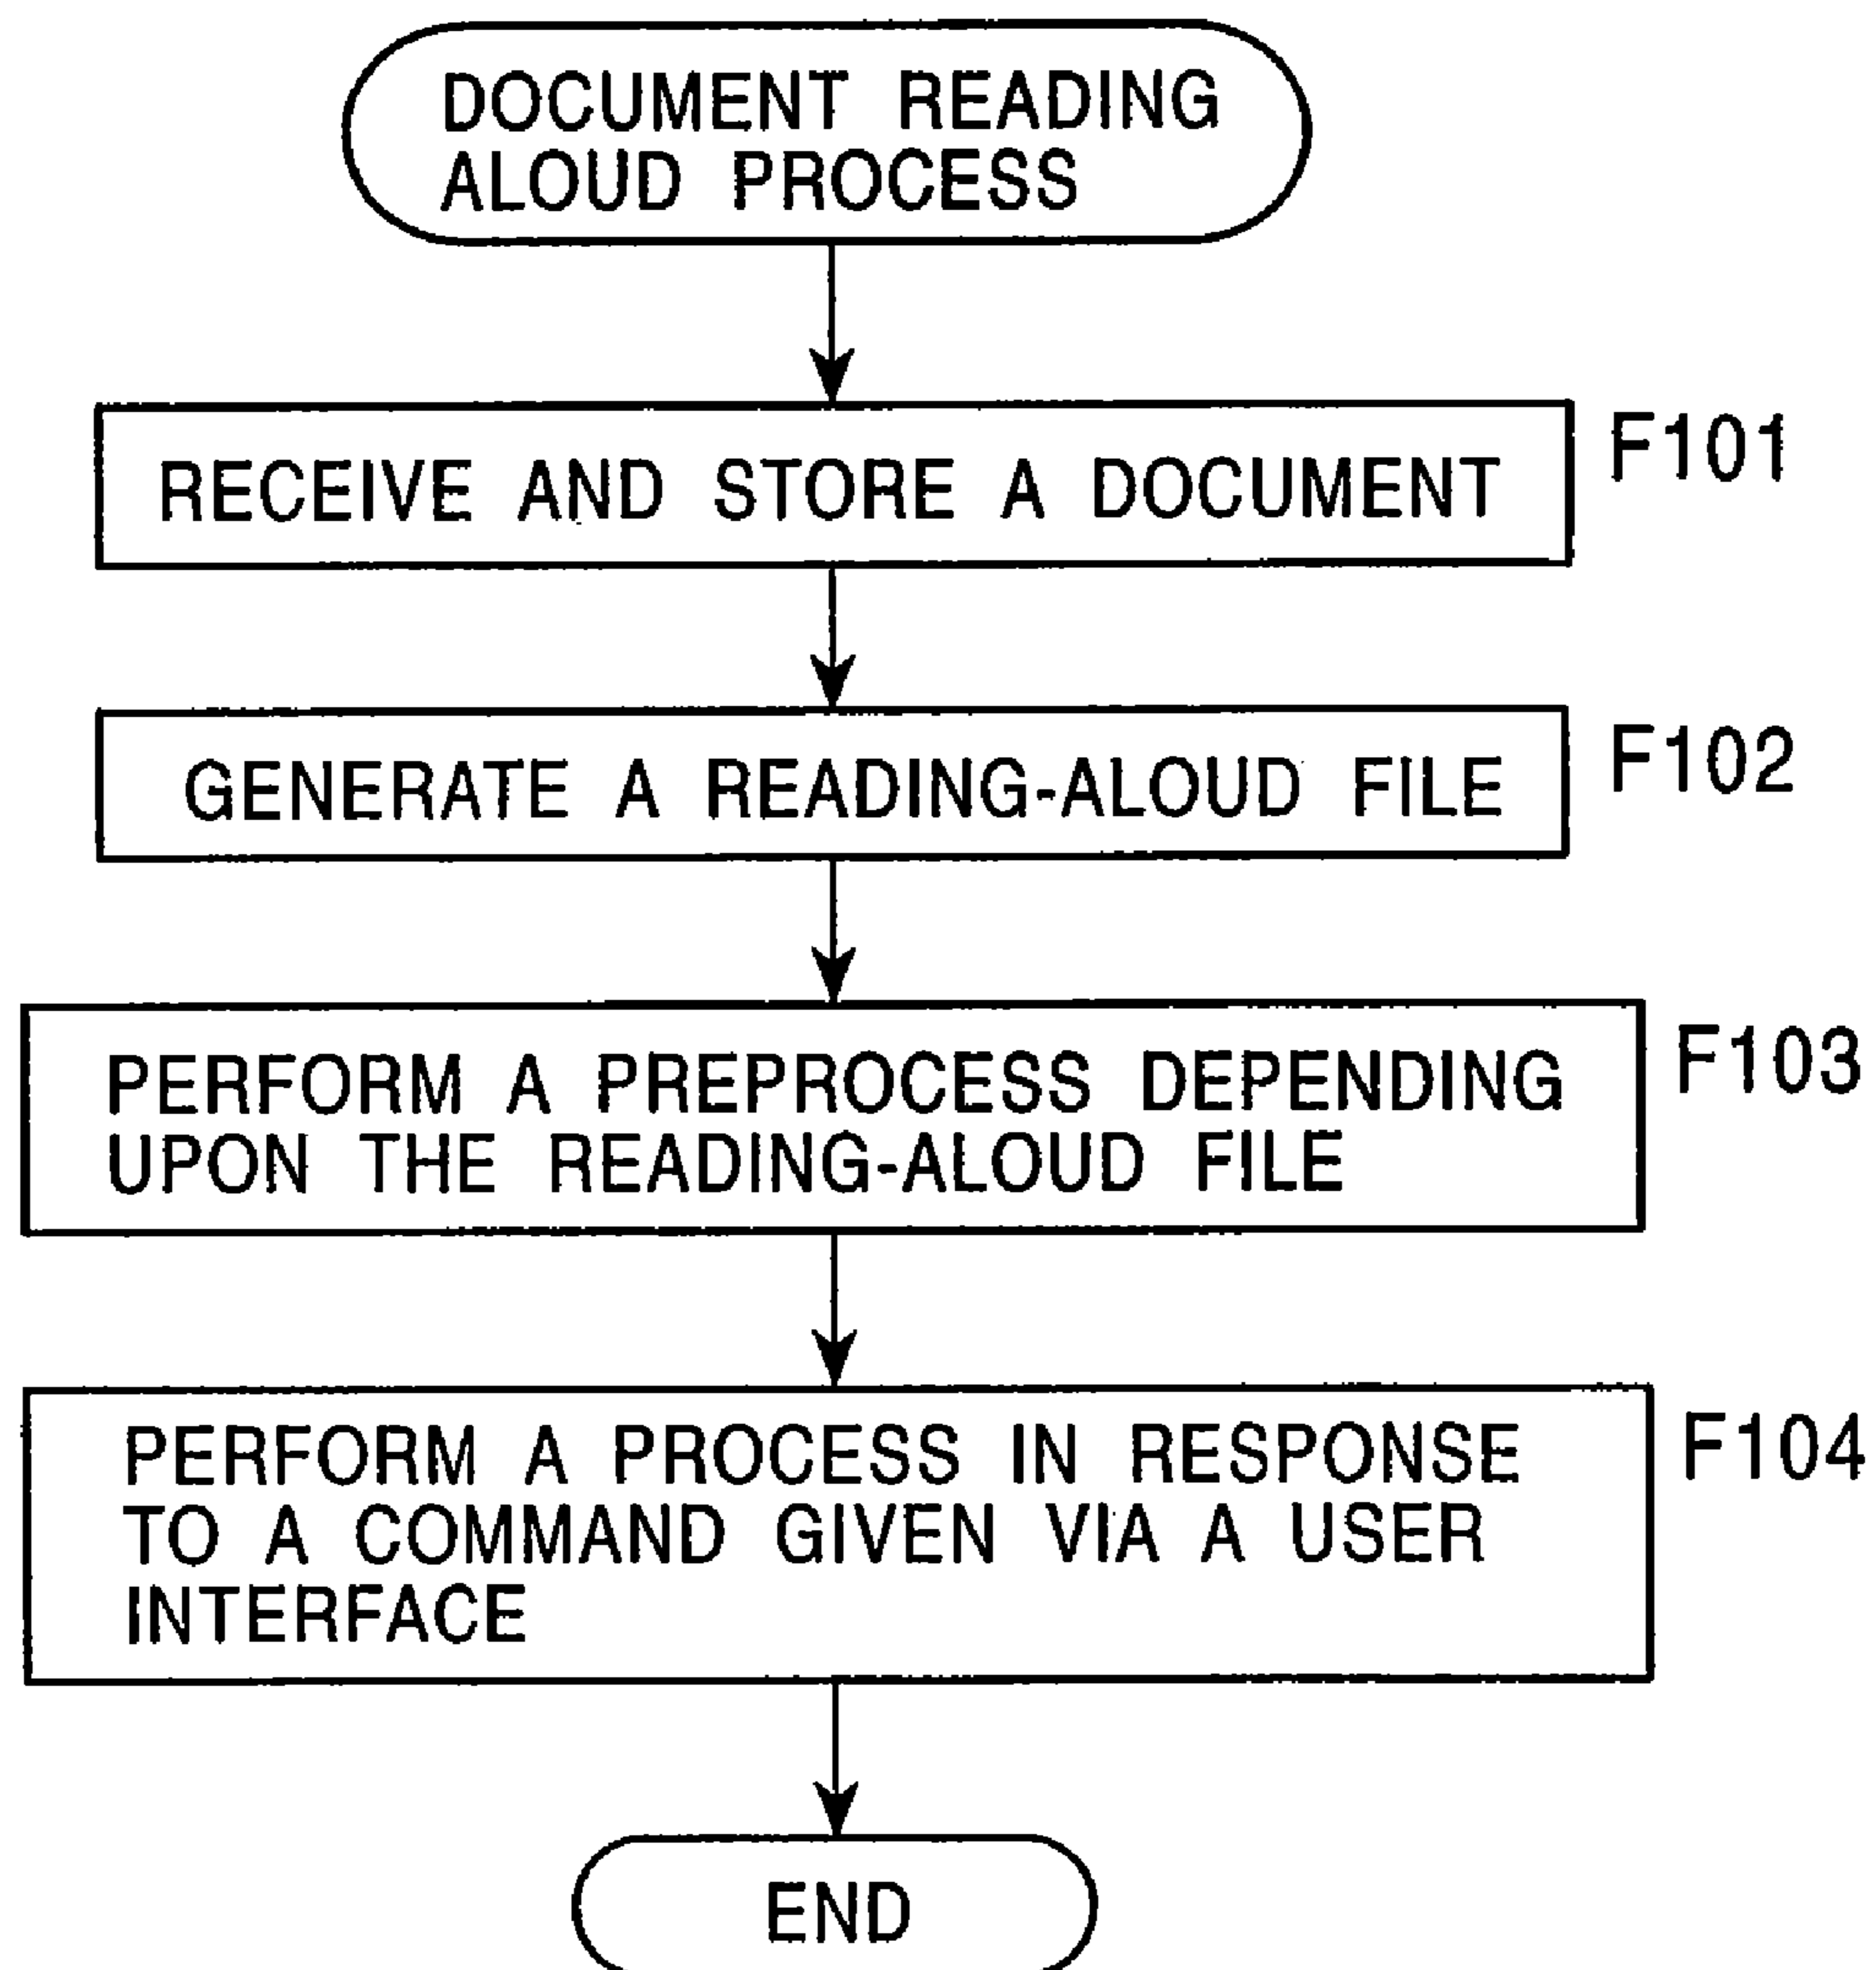 DOCUMENT READING
ALOUD PROCESS
RECEIVE AND STORE A DOCUMENT
F101
GENERATE A READING-ALOUD FILE
F102
PERFORM A PREPROCESS DEPENDING
UPON THE READING-ALOUD FILE
F103
PERFORM A PROCESS IN RESPONSE
TO A COMMAND GIVEN VIA A USER
INTERFACE
F104
END